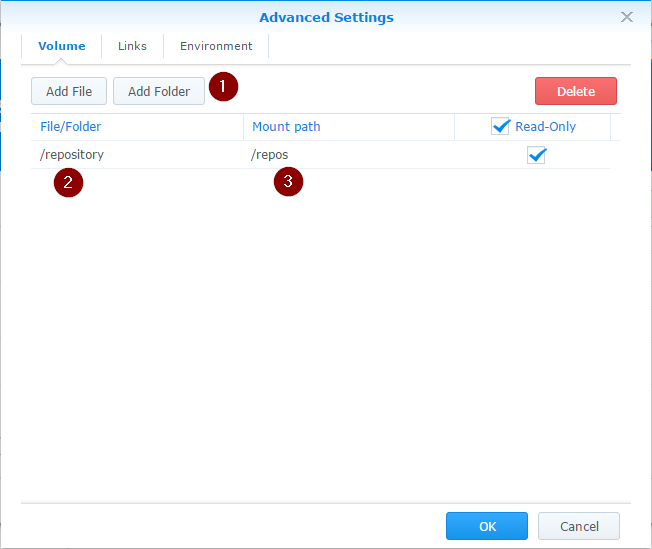 Advanced Settings
Volume Links Environment
Add File Add Folder 1 Delete
File/Folder Mount path Read-Only
/repository /repos
2 3
OK Cancel